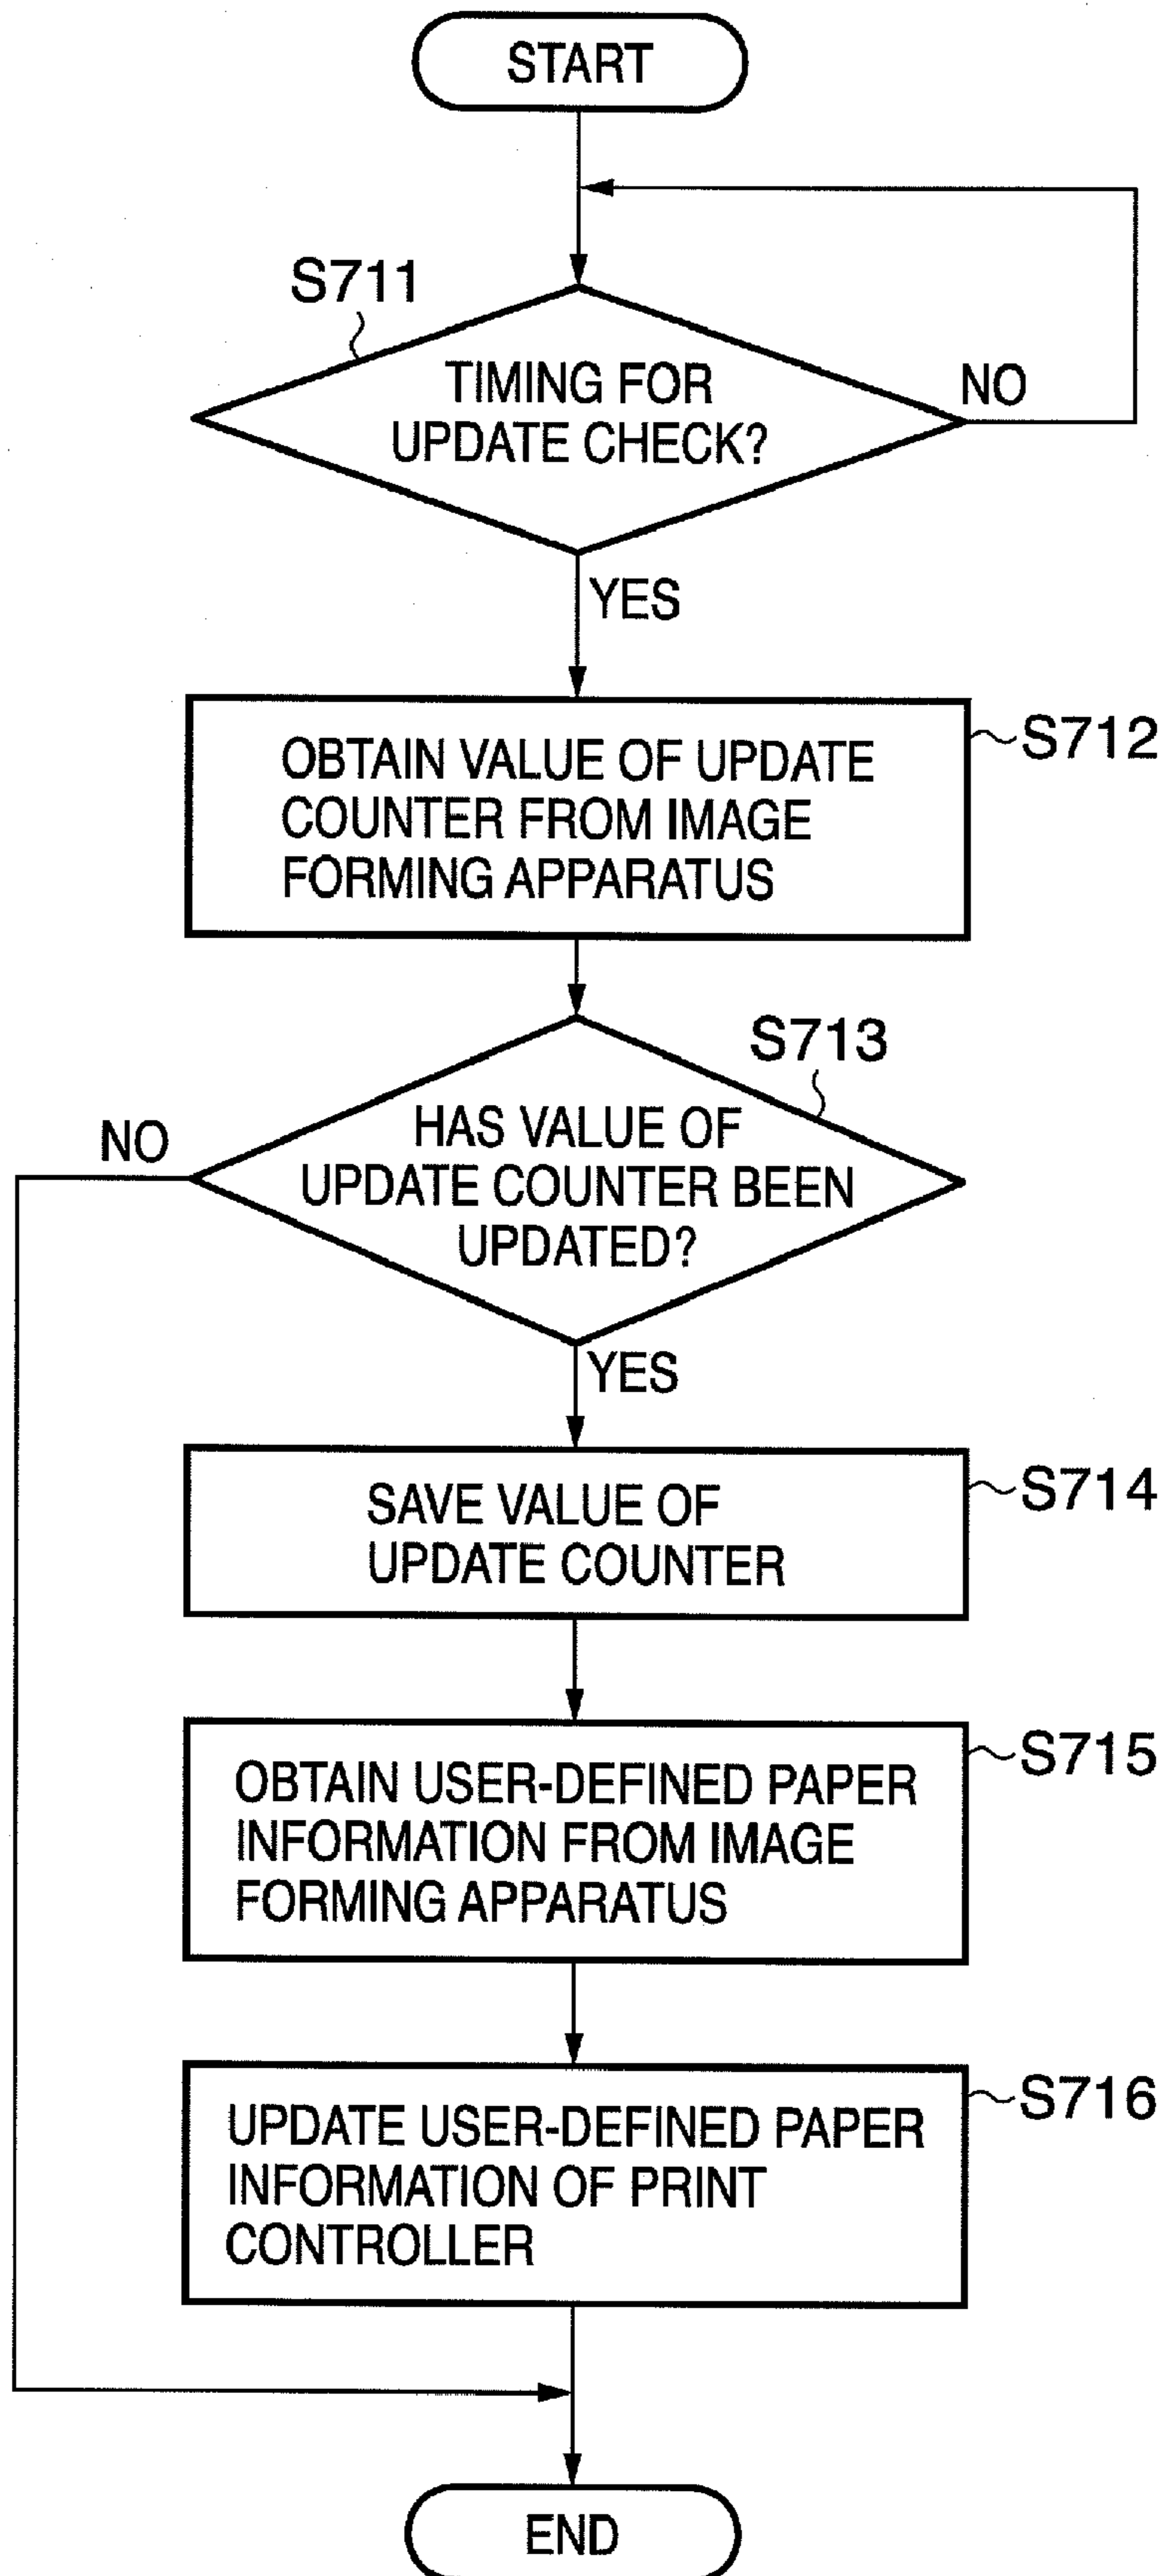 START
S711
TIMING FOR
UPDATE CHECK?
NO
YES
OBTAIN VALUE OF UPDATE
COUNTER FROM IMAGE
FORMING APPARATUS
S712
S713
HAS VALUE OF
UPDATE COUNTER BEEN
UPDATED?
NO
YES
SAVE VALUE OF
UPDATE COUNTER
S714
OBTAIN USER-DEFINED PAPER
INFORMATION FROM IMAGE
FORMING APPARATUS
S715
UPDATE USER-DEFINED PAPER
INFORMATION OF PRINT
CONTROLLER
S716
END